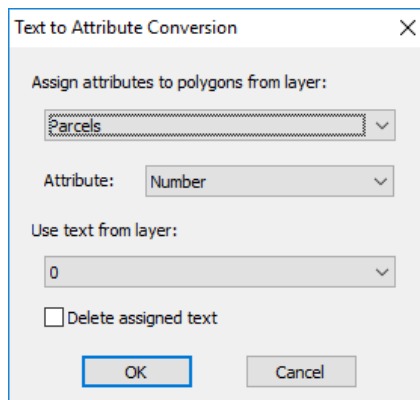 Text to Attribute Conversion
Assign attributes to polygons from layer:
Parcels
Attribute: Number
Use text from layer:
0
Delete assigned text
OK Cancel